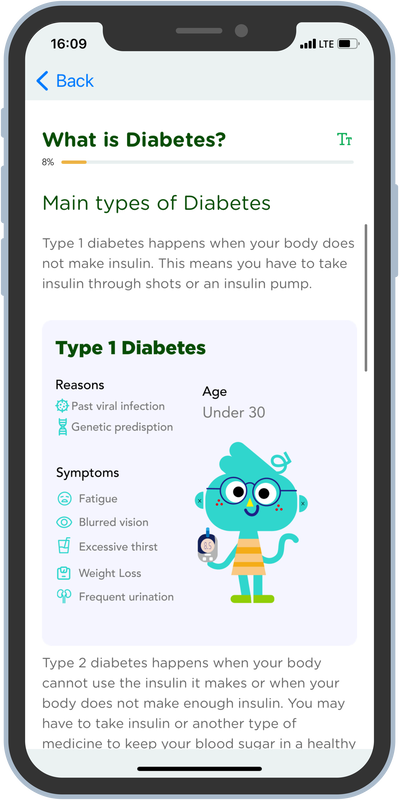 16:09
LTE
Back
What is Diabetes?
TT
8%
Main types of Diabetes
Type 1 diabetes happens when your body does
not make insulin. This means you have to take
insulin through shots or an insulin pump.
Type 1 Diabetes
Reasons
Past viral infection
Genetic predisption
Age
Under 30
Symptoms
Fatigue
Blurred vision
Excessive thirst
Weight Loss
Frequent urination
Type 2 diabetes happens when your body
cannot use the insulin it makes or when your
body does not make enough insulin. You may
have to take insulin or another type of
medicine to keep your blood sugar in a healthy